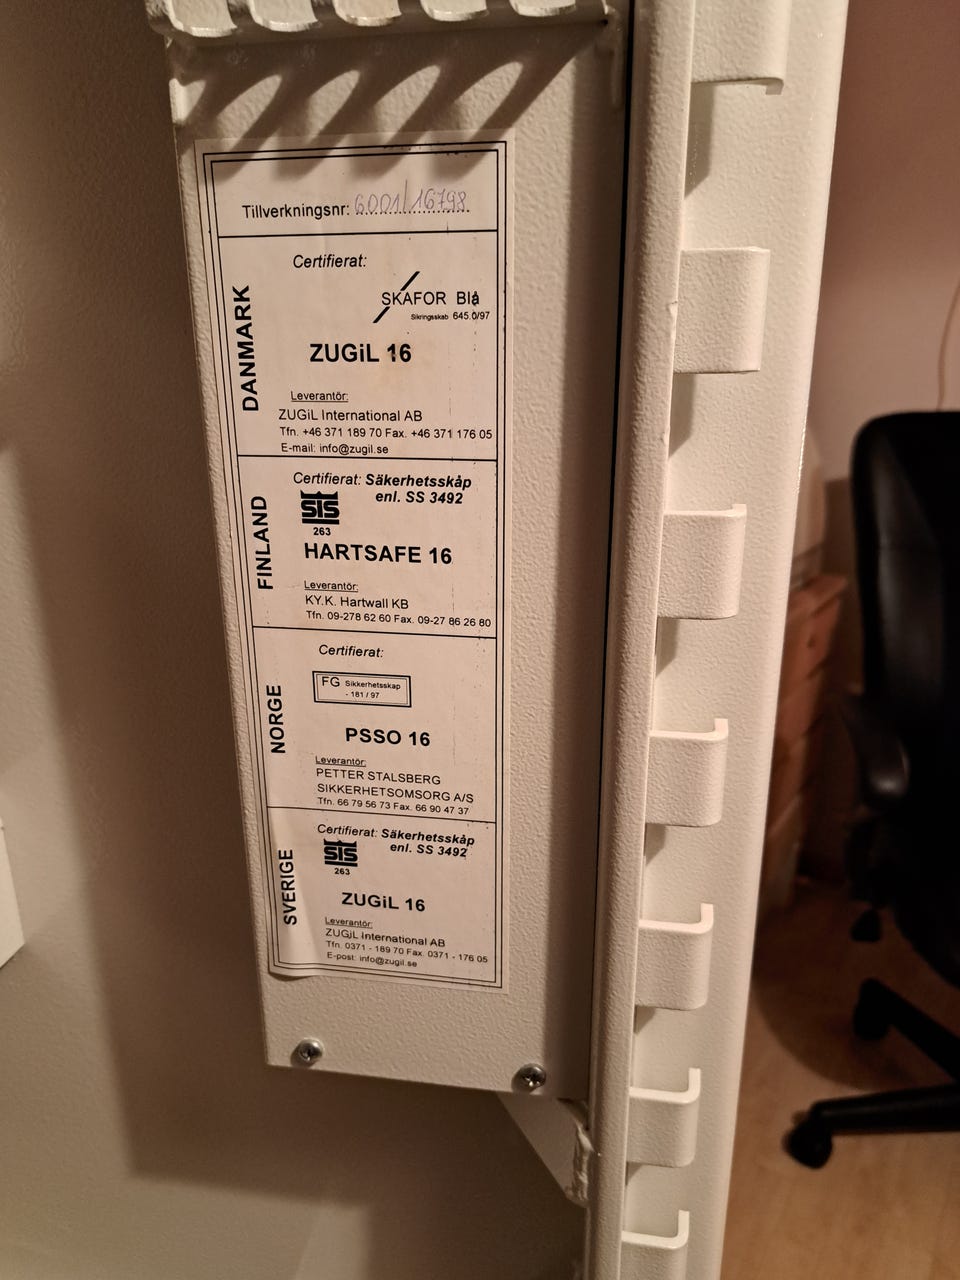 Tillverkningsnr: 6001/16798
DANMARK
Certifierat:
SKAFOR Blå
Sikringsskab 645.0/97
ZUGiL 16
Leverantör:
ZUGiL International AB
Tfn. +46 371 189 70 Fax. +46 371 176 05
E-mail: info@zugil.se
FINLAND
Certifierat: Säkerhetsskåp
enl. SS 3492
SIS
263
HARTSAFE 16
Leverantör:
KY.K. Hartwall KB
Tfn. 09-278 62 60 Fax. 09-27 86 26 80
NORGE
Certifierat:
FG Sikkerhetsskap
- 181 / 97
PSSO 16
Leverantör:
PETTER STALSBERG
SIKKERHETSOMSORG A/S
Tfn. 66 79 56 73 Fax. 66 90 47 37
SVERIGE
Certifierat: Säkerhetsskåp
enl. SS 3492
SIS
263
ZUGiL 16
Leverantör:
ZUGiL International AB
Tfn. 0371 - 189 70 Fax. 0371 - 176 05
E-post: info@zugil.se